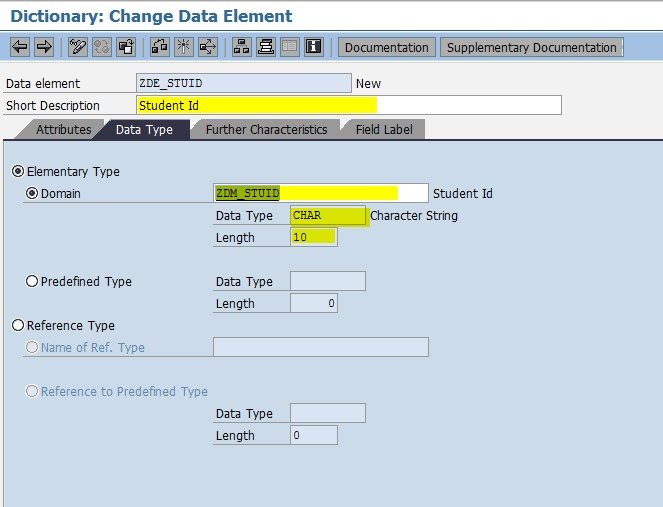 Dictionary: Change Data Element
Documentation Supplementary Documentation
Data element ZDE_STUID New
Short Description Student Id
Attributes Data Type Further Characteristics Field Label
Elementary Type
Domain ZDM_STUID Student Id
Data Type CHAR Character String
Length 10
Predefined Type Data Type
Length 0
Reference Type
Name of Ref. Type
Reference to Predefined Type
Data Type
Length 0